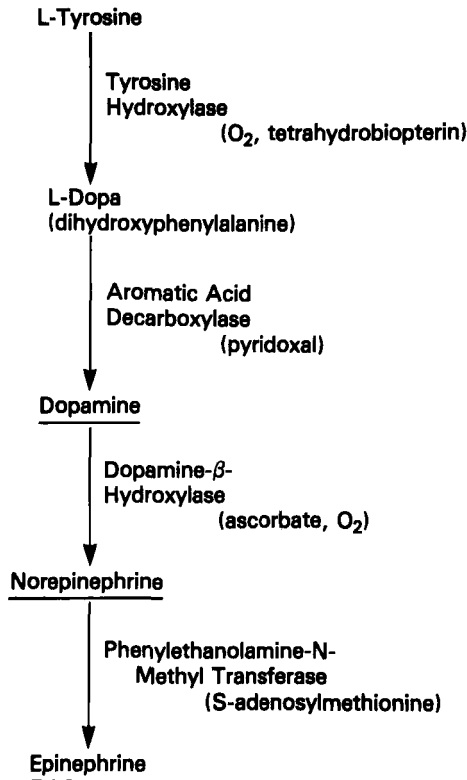 L-Tyrosine
Tyrosine
Hydroxylase
(O₂, tetrahydrobiopterin)
L-Dopa
(dihydroxyphenylalanine)
Aromatic Acid
Decarboxylase
(pyridoxal)
Dopamine
Dopamine-β-
Hydroxylase
(ascorbate, O₂)
Norepinephrine
Phenylethanolamine-N-
Methyl Transferase
(S-adenosylmethionine)
Epinephrine